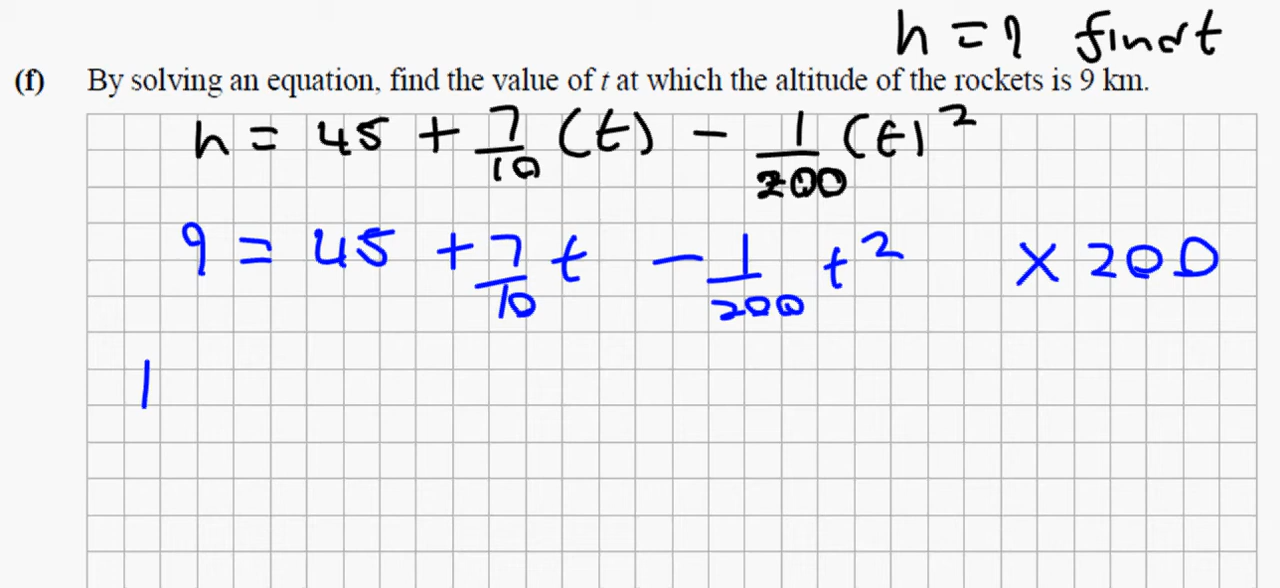 h = 9 find t
(f) By solving an equation, find the value of t at which the altitude of the rockets is 9 km.
h = 45 + 7/10 (t) - 1/200 (t)²
9 = 45 + 7/10 t - 1/200 t² × 200
1